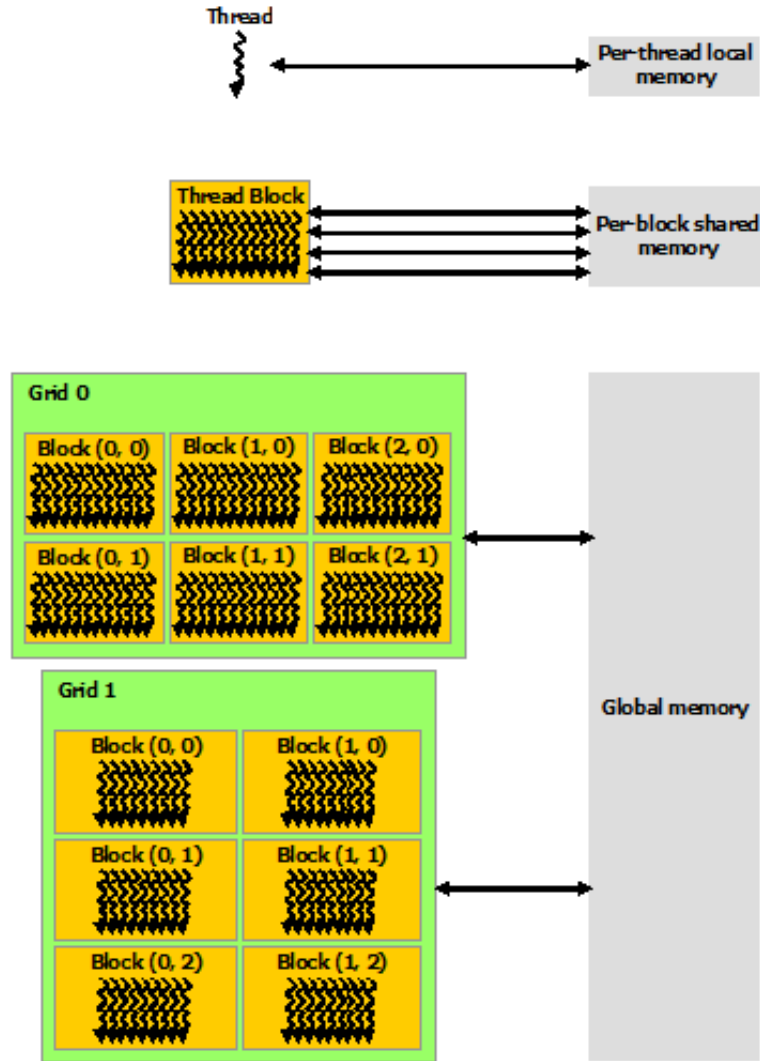 Thread
Per-thread local
memory
Thread Block
Per-block shared
memory
Grid 0
Block (0, 0)
Block (1, 0)
Block (2, 0)
Block (0, 1)
Block (1, 1)
Block (2, 1)
Grid 1
Global memory
Block (0, 0)
Block (1, 0)
Block (0, 1)
Block (1, 1)
Block (0, 2)
Block (1, 2)